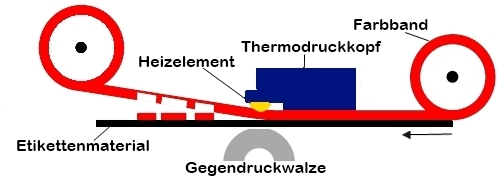 Farbband
Thermodruckkopf
Heizelement
Etikettenmaterial
Gegendruckwalze